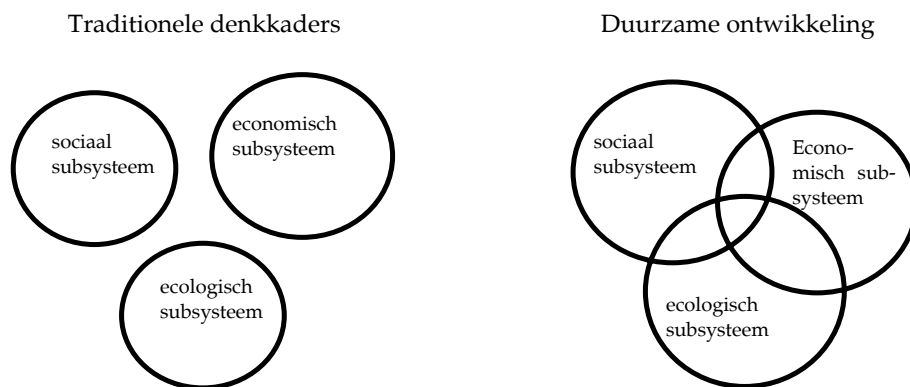 Traditionele denkkaders
Duurzame ontwikkeling
sociaal
subsysteem
economisch
subsysteem
ecologisch
subsysteem
sociaal
subsysteem
Econo-
misch sub-
systeem
ecologisch
subsysteem